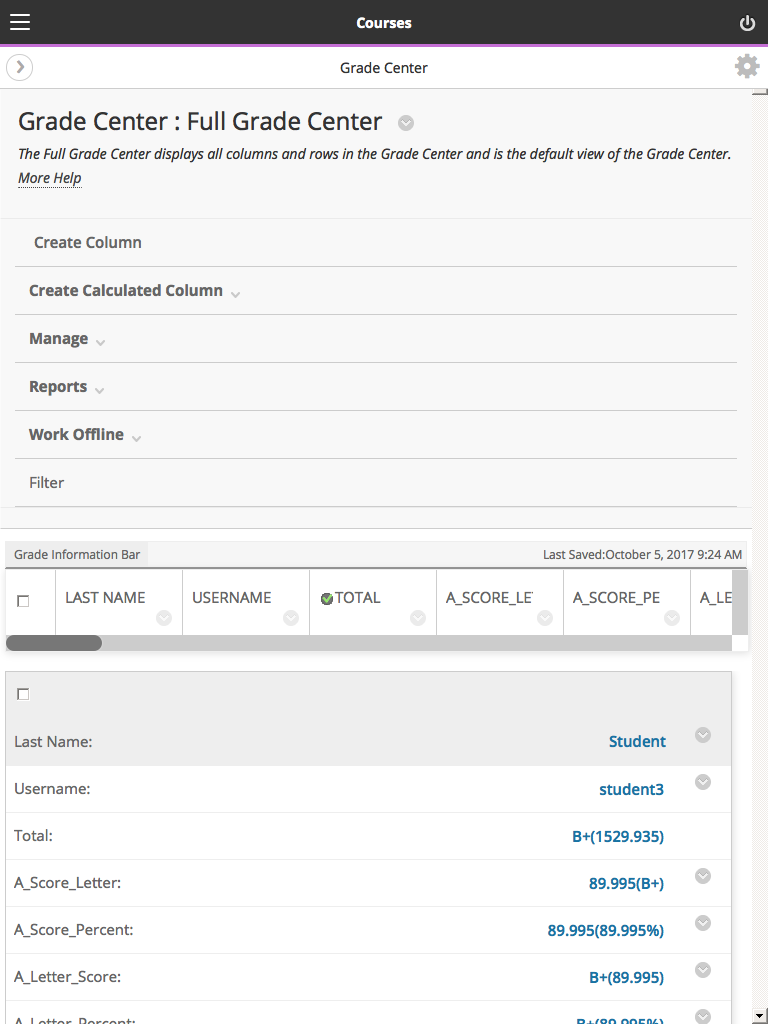 Courses
Grade Center
Grade Center : Full Grade Center
The Full Grade Center displays all columns and rows in the Grade Center and is the default view of the Grade Center.
More Help
Create Column
Create Calculated Column
Manage
Reports
Work Offline
Filter
Grade Information Bar Last Saved:October 5, 2017 9:24 AM
LAST NAME USERNAME TOTAL A_SCORE_LE A_SCORE_PE A_LE
Last Name: Student
Username: student3
Total: B+(1529.935)
A_Score_Letter: 89.995(B+)
A_Score_Percent: 89.995(89.995%)
A_Letter_Score: B+(89.995)
A_Letter_Percent: B+(89.995%)